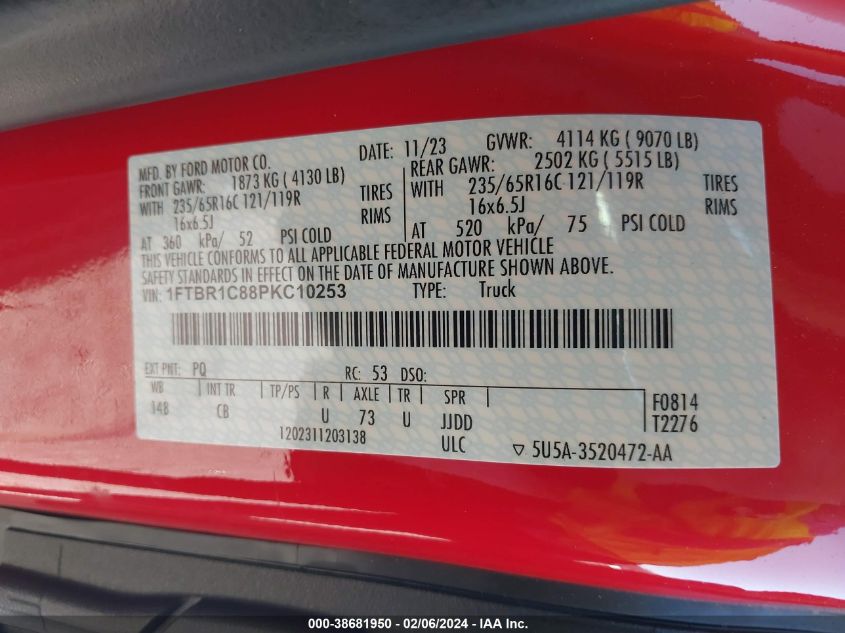 MFD. BY FORD MOTOR CO.
DATE: 11/23
GVWR: 4114 KG ( 9070 LB)
FRONT GAWR: 1873 KG ( 4130 LB)
REAR GAWR: 2502 KG ( 5515 LB)
WITH 235/65R16C 121/119R TIRES
WITH 235/65R16C 121/119R TIRES
16x6.5J RIMS
16x6.5J RIMS
AT 360 kPa/ 52 PSI COLD
AT 520 kPa/ 75 PSI COLD
THIS VEHICLE CONFORMS TO ALL APPLICABLE FEDERAL MOTOR VEHICLE
SAFETY STANDARDS IN EFFECT ON THE DATE OF MANUFACTURE SHOWN ABOVE.
VIN: 1FTBR1C88PKC10253 TYPE: Truck
EXT PNT: PQ RC: 53 DSO:
WB INT TR TP/PS R AXLE TR SPR
148 CB U 73 U JJDD
F0814
T2276
1202311203138 ULC
▽ 5U5A-3520472-AA
000-38681950 - 02/06/2024 - IAAI.com